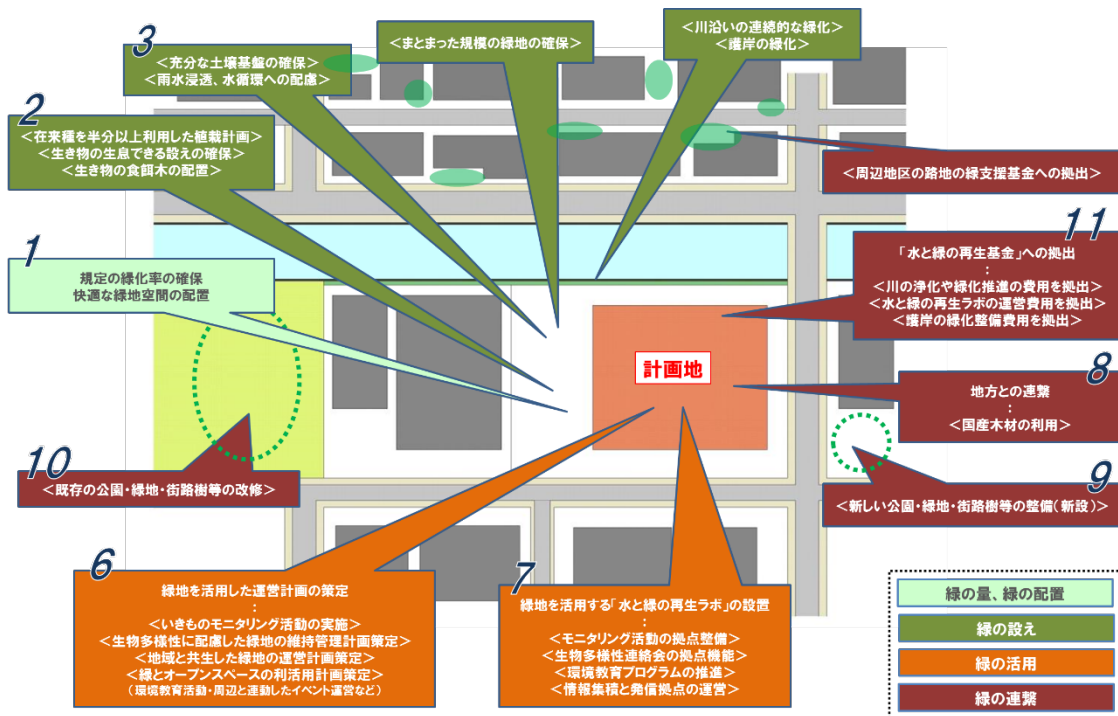 3
<充分な土壌基盤の確保>
<雨水浸透、水循環への配慮>
<まとまった規模の緑地の確保>
<川沿いの連続的な緑化>
<護岸の緑化>
2
<在来種を半分以上利用した植栽計画>
<生き物の生息できる設えの確保>
<生き物の食餌木の配置>
<周辺地区の路地の緑支援基金への拠出>
1
規定の緑化率の確保
快適な緑地空間の配置
11
「水と緑の再生基金」への拠出
:
<川の浄化や緑化推進の費用を拠出>
<水と緑の再生ラボの運営費用を拠出>
<護岸の緑化整備費用を拠出>
計画地
8
地方との連繋
:
<国産木材の利用>
10
<既存の公園・緑地・街路樹等の改修>
9
<新しい公園・緑地・街路樹等の整備(新設)>
6
緑地を活用した運営計画の策定
:
<いきものモニタリング活動の実施>
<生物多様性に配慮した緑地の維持管理計画策定>
<地域と共生した緑地の運営計画策定>
<緑とオープンスペースの利活用計画策定>
(環境教育活動・周辺と連動したイベント運営など)
7
緑地を活用する「水と緑の再生ラボ」の設置
:
<モニタリング活動の拠点整備>
<生物多様性連絡会の拠点機能>
<環境教育プログラムの推進>
<情報集積と発信拠点の運営>
緑の量、緑の配置
緑の設え
緑の活用
緑の連繋